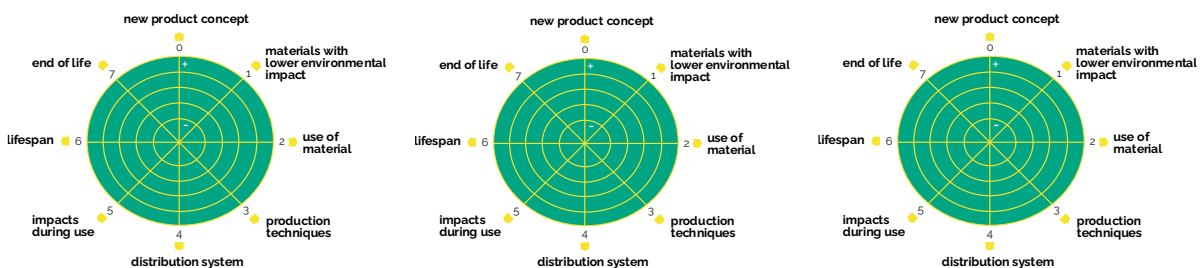 new product concept
0
+
end of life
7
1
materials with
lower environmental
impact
-
lifespan
6
2
use of
material
impacts
during use
5
3
production
techniques
4
distribution system
new product concept
0
+
end of life
7
1
materials with
lower environmental
impact
-
lifespan
6
2
use of
material
impacts
during use
5
3
production
techniques
4
distribution system
new product concept
0
+
end of life
7
1
materials with
lower environmental
impact
-
lifespan
6
2
use of
material
impacts
during use
5
3
production
techniques
4
distribution system